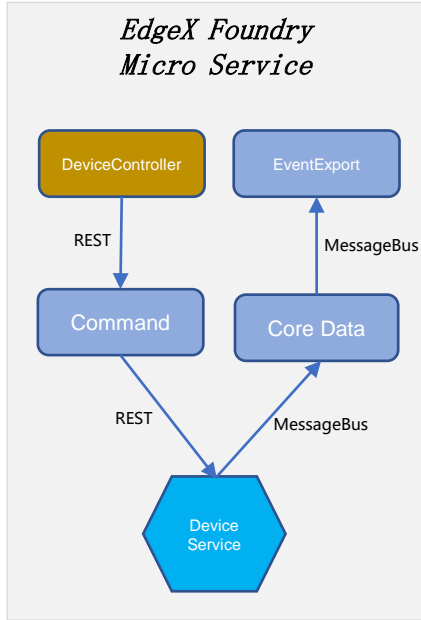 EdgeX Foundry
Micro Service
DeviceController
EventExport
REST
MessageBus
Command
Core Data
REST
MessageBus
Device
Service